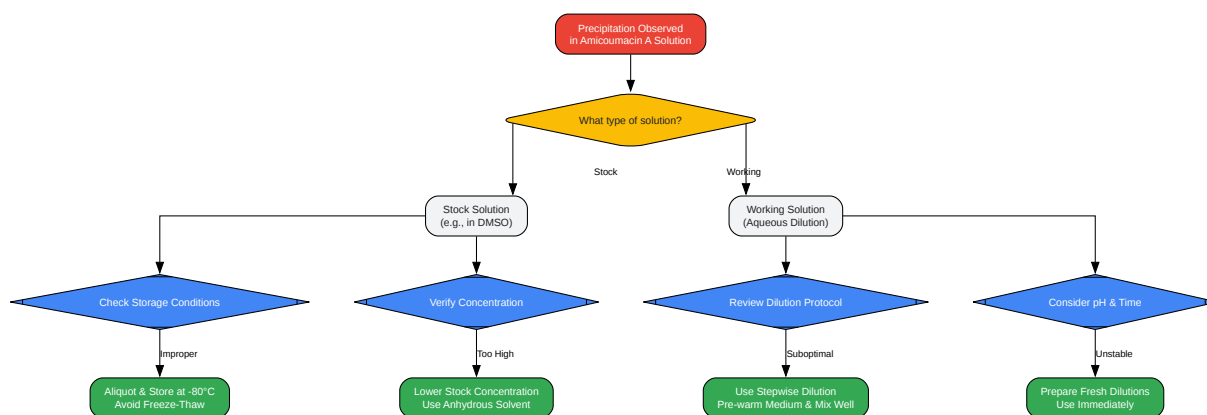 Precipitation Observed
in Amicoumacin A Solution
What type of solution?
Stock
Working
Stock Solution
(e.g., in DMSO)
Working Solution
(Aqueous Dilution)
Check Storage Conditions
Verify Concentration
Review Dilution Protocol
Consider pH & Time
Improper
Too High
Suboptimal
Unstable
Aliquot & Store at -80°C
Avoid Freeze-Thaw
Lower Stock Concentration
Use Anhydrous Solvent
Use Stepwise Dilution
Pre-warm Medium & Mix Well
Prepare Fresh Dilutions
Use Immediately